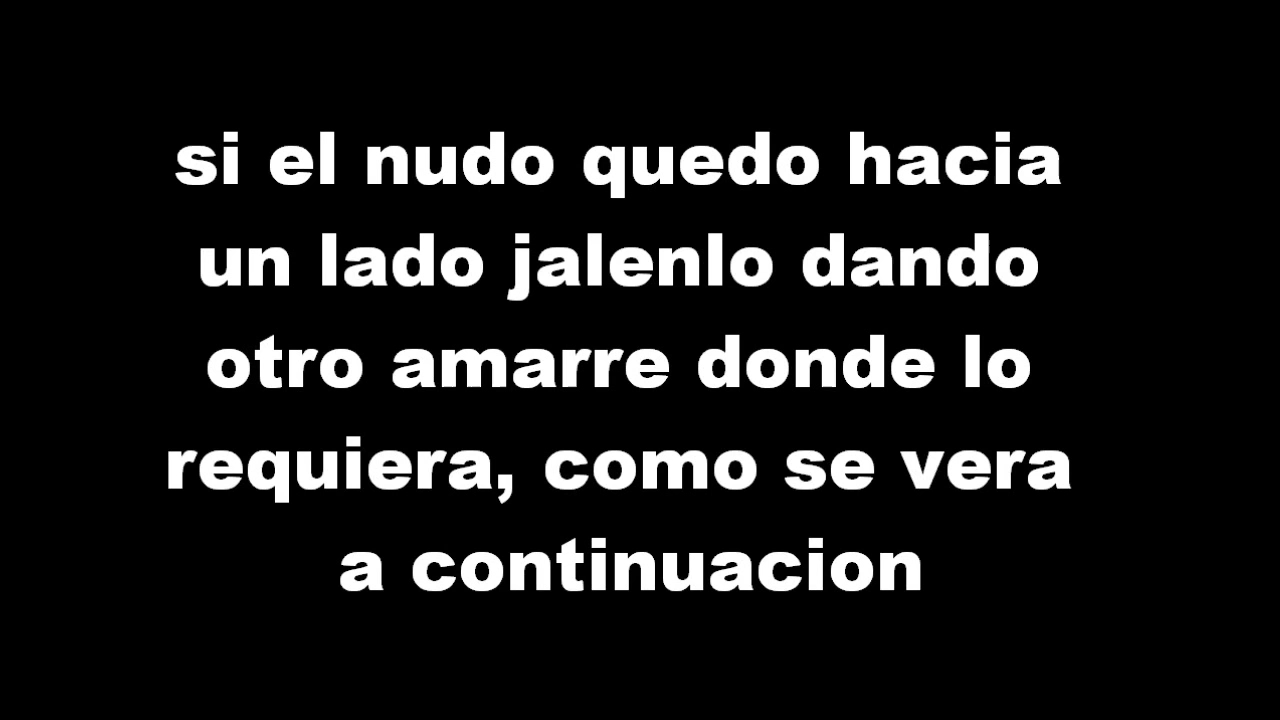 si el nudo quedo hacia
un lado jalenlo dando
otro amarre donde lo
requiera, como se vera
a continuacion